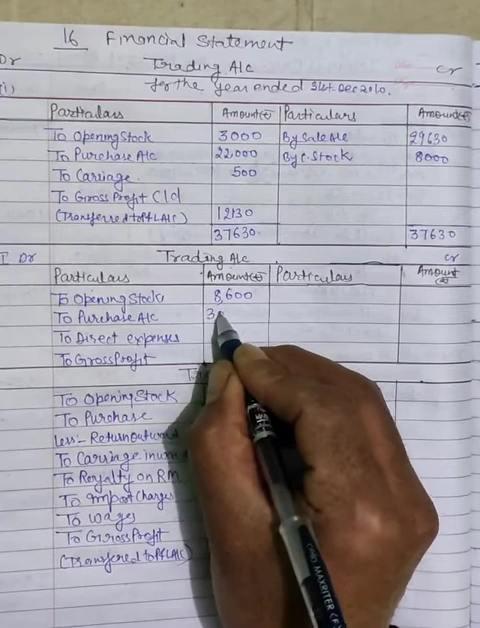 16 Financial Statement
Dr Trading A/c Cr
(i) for the year ended 31st Dec 2010.
Particulars Amount(₹) Particulars Amount(₹)
To Opening Stock 3000 By Sale A/c 29630
To Purchase A/c 22,000 By C. Stock 8000
To Carriage 500
To Gross Profit C/d
(Transferred to P&L A/c) 12130
37630 37630
I Dr Trading A/c Cr
Particulars Amount(₹) Particulars Amount (₹)
To Opening Stock 8,600
To Purchase A/c 3
To Direct expenses
To Gross Profit
To Opening Stock
To Purchase
Less - Return
To Carriage
To Royalty on RM
To Import Charges
To Wages
To Gross Profit
(Transferred to P&L A/c)